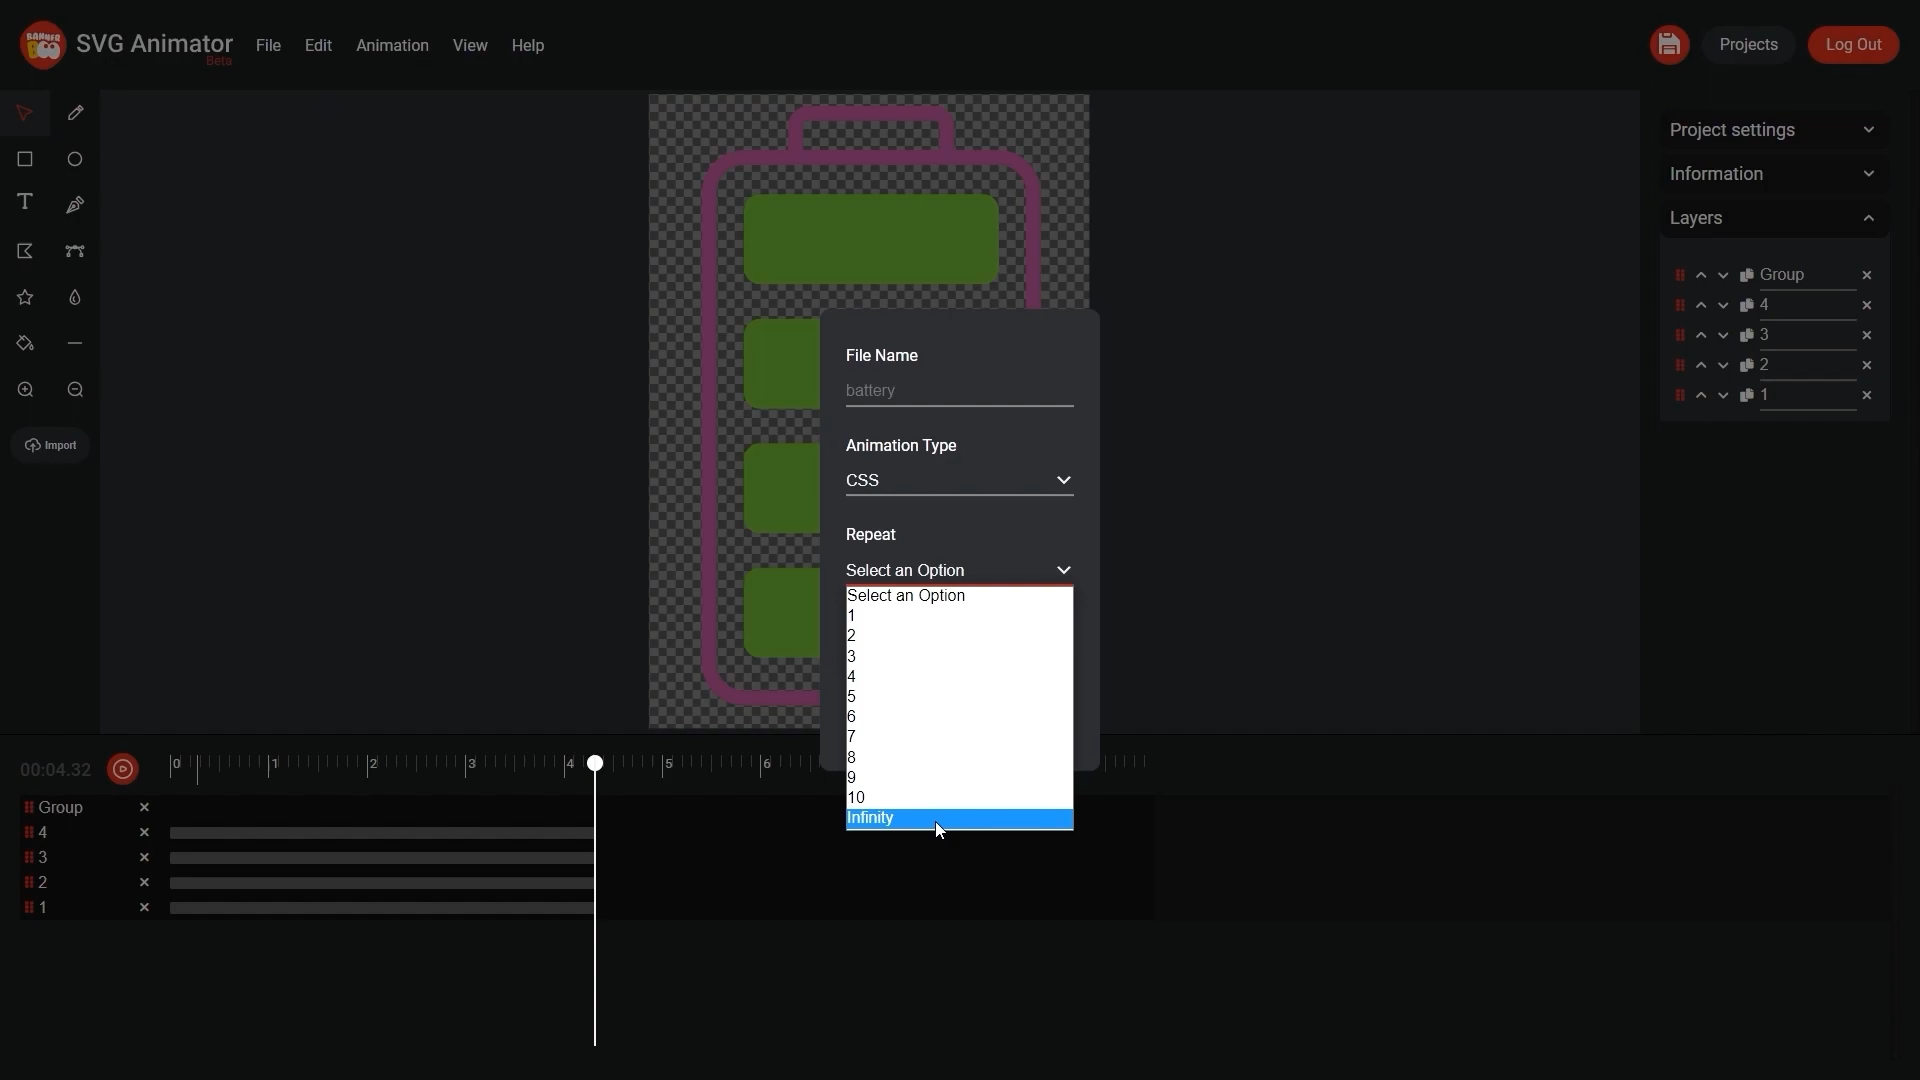 BANNER
BOO
SVG Animator
Beta
File
Edit
Animation
View
Help
Projects
Log Out
Import
Project settings
Information
Layers
Group
4
3
2
1
File Name
battery
Animation Type
CSS
Repeat
Select an Option
Select an Option
1
2
3
4
5
6
7
8
9
10
Infinity
00:04.32
0 1 2 3 4 5 6
Group
4
3
2
1